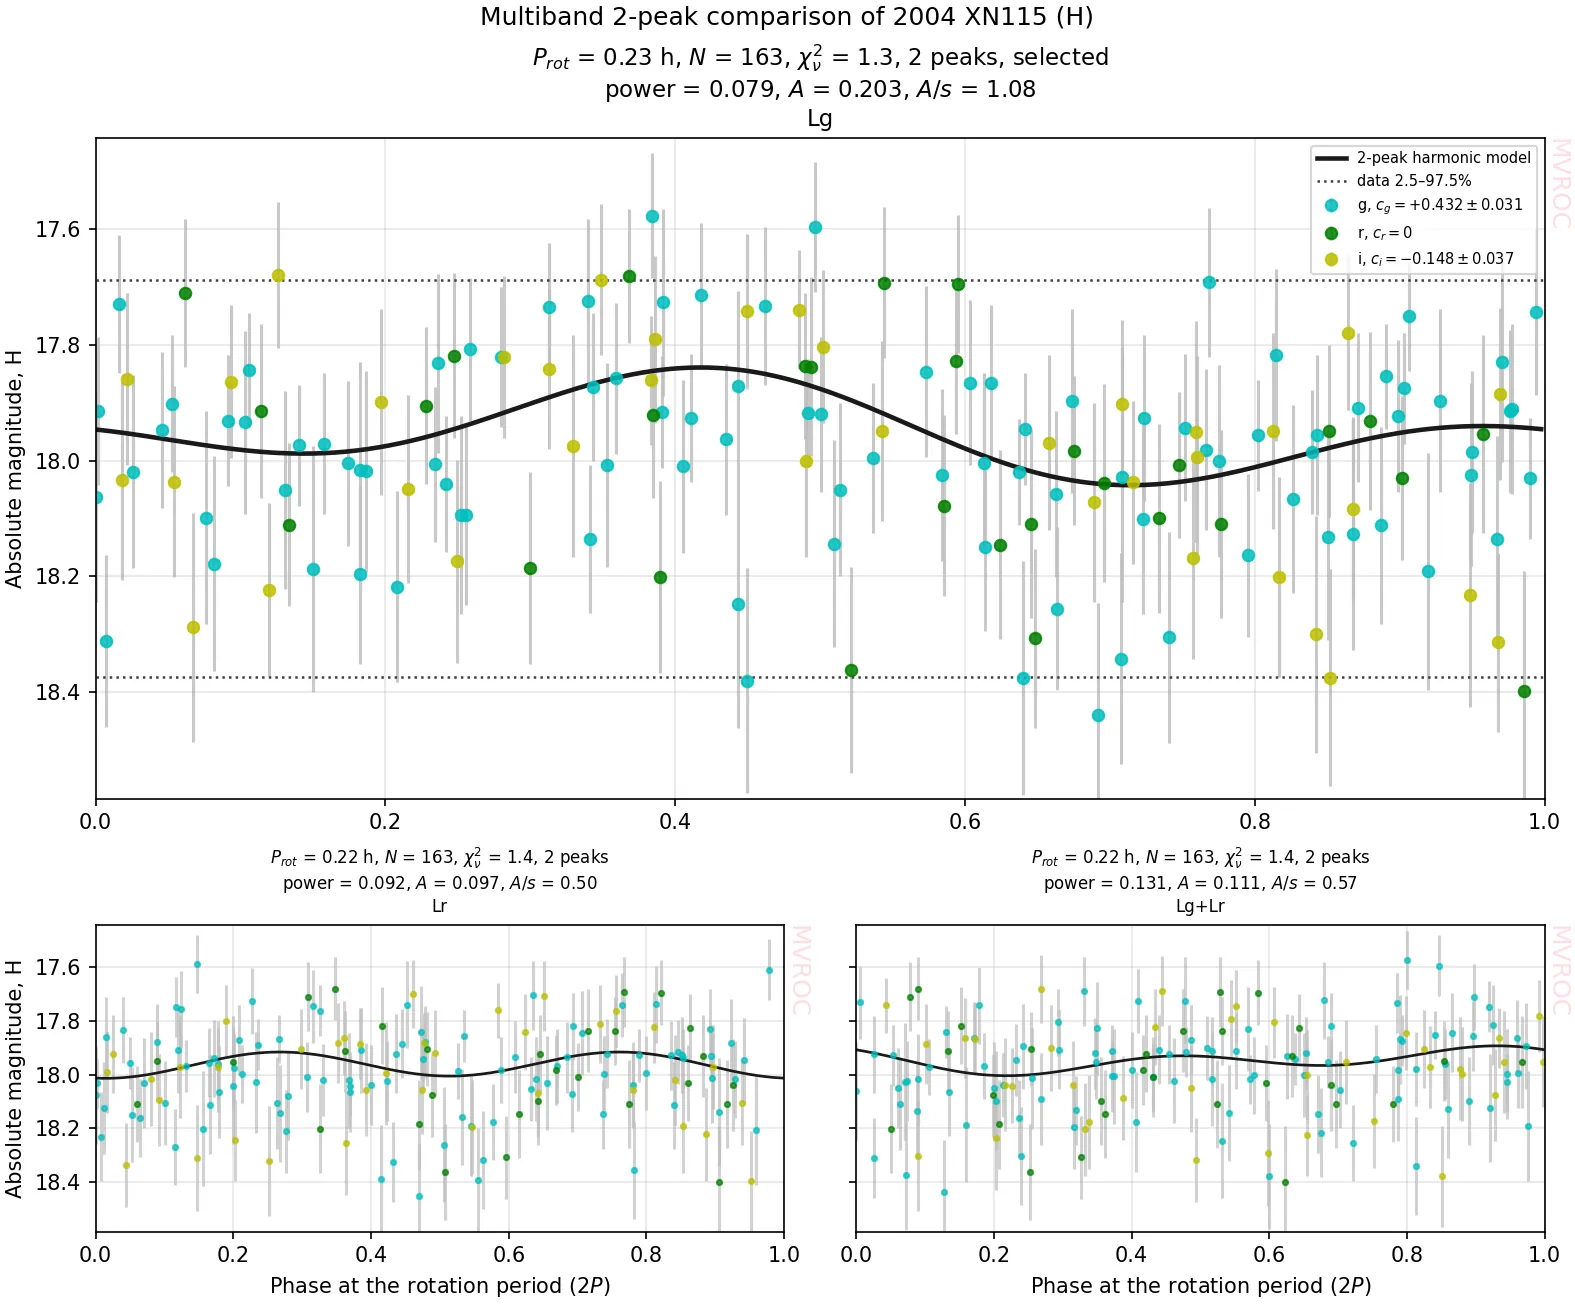 Multiband 2-peak comparison of 2004 XN115 (H)
P_rot = 0.23 h, N = 163, χ²_ν = 1.3, 2 peaks, selected
power = 0.079, A = 0.203, A/s = 1.08
Lg
2-peak harmonic model
data 2.5–97.5%
g, c_g = +0.432 ± 0.031
r, c_r = 0
i, c_i = −0.148 ± 0.037
MVROC
Absolute magnitude, H
17.6
17.8
18.0
18.2
18.4
0.0 0.2 0.4 0.6 0.8 1.0
P_rot = 0.22 h, N = 163, χ²_ν = 1.4, 2 peaks
power = 0.092, A = 0.097, A/s = 0.50
Lr
MVROC
Absolute magnitude, H
17.6
17.8
18.0
18.2
18.4
0.0 0.2 0.4 0.6 0.8 1.0
Phase at the rotation period (2P)
P_rot = 0.22 h, N = 163, χ²_ν = 1.4, 2 peaks
power = 0.131, A = 0.111, A/s = 0.57
Lg+Lr
MVROC
0.0 0.2 0.4 0.6 0.8 1.0
Phase at the rotation period (2P)